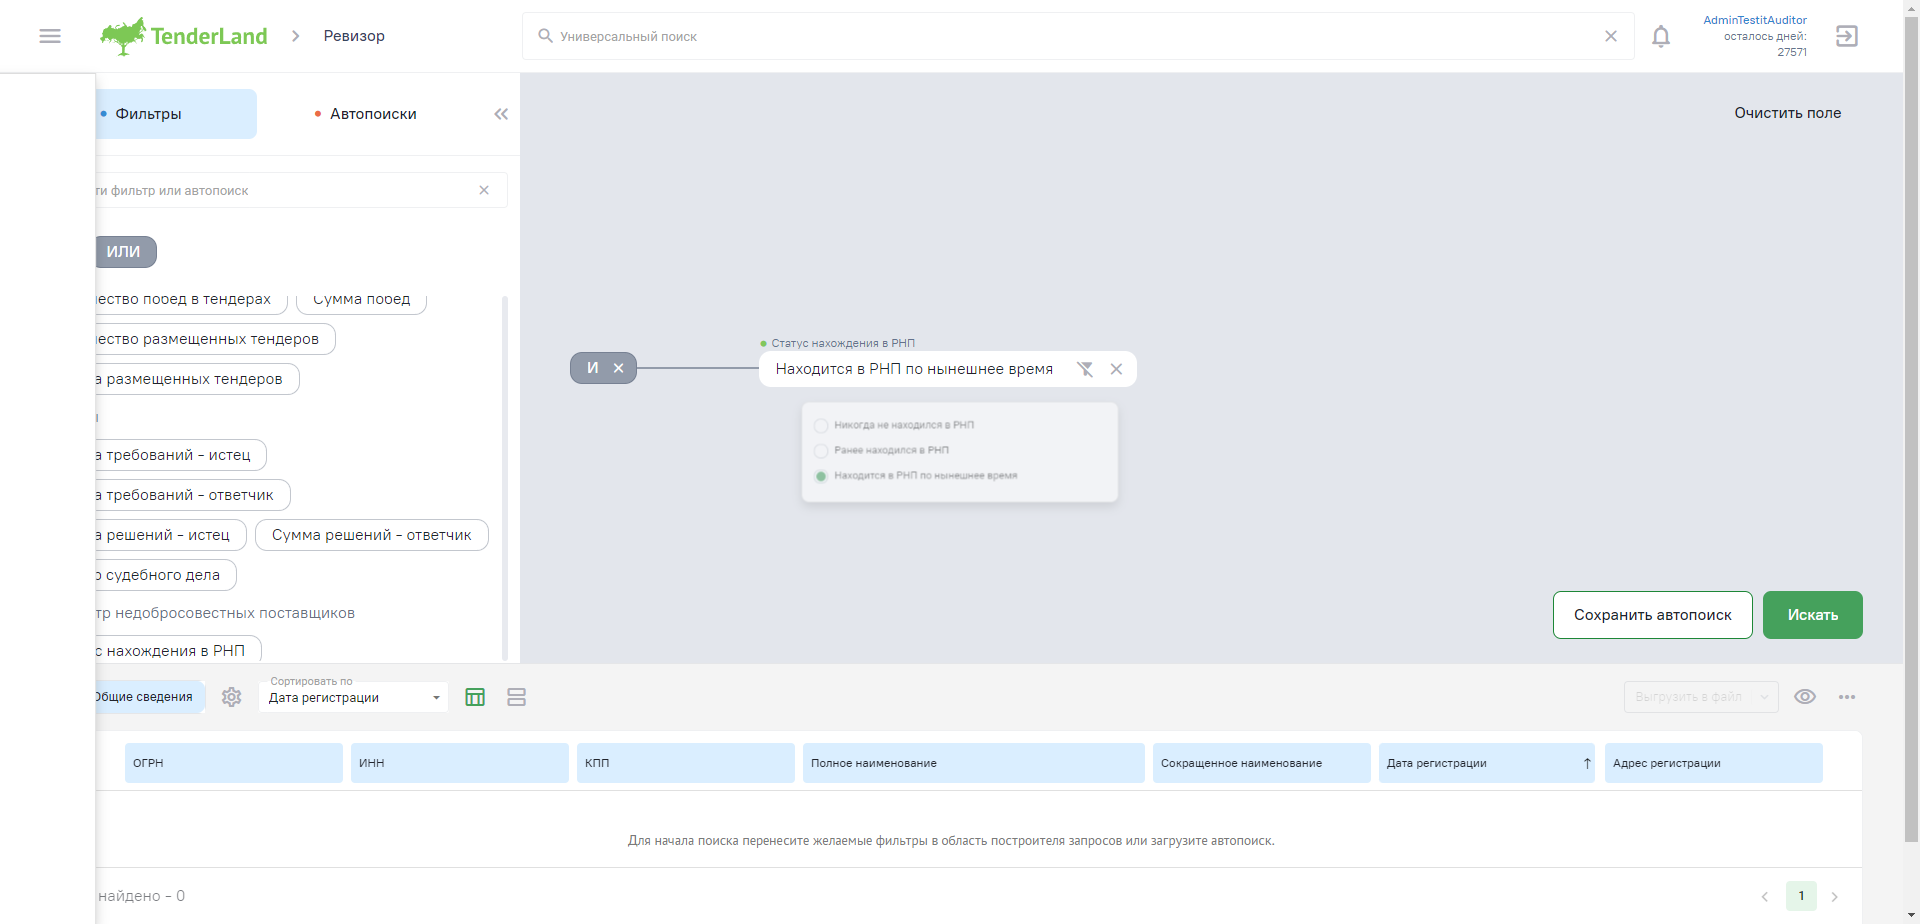 TenderLand
Ревизор
Универсальный поиск
AdminTestitAuditor
осталось дней:
27571
Фильтры
Автопоиски
Очистить поле
ти фильтр или автопоиск
ИЛИ
ество побед в тендерах
Сумма побед
ество размещенных тендеров
а размещенных тендеров
Статус нахождения в РНП
И
Находится в РНП по нынешнее время
Никогда не находился в РНП
Ранее находился в РНП
Находится в РНП по нынешнее время
а требований - истец
а требований - ответчик
а решений - истец
Сумма решений - ответчик
р судебного дела
тр недобросовестных поставщиков
с нахождения в РНП
Сохранить автопоиск
Искать
Общие сведения
Сортировать по
Дата регистрации
Выгрузить в файл
ОГРН
ИНН
КПП
Полное наименование
Сокращенное наименование
Дата регистрации
Адрес регистрации
Для начала поиска перенесите желаемые фильтры в область построителя запросов или загрузите автопоиск.
найдено - 0
1